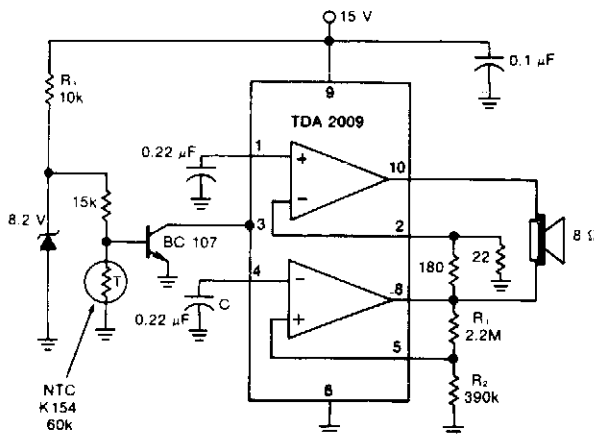 15 V
0.1 µF
R₃
10k
9
TDA 2009
0.22 µF
1
+
-
10
15k
8.2 V
3
BC 107
2
8 Ω
180
22
T
4
-
C
0.22 µF
+
8
R₁
2.2M
5
NTC
K154
60k
R₂
390k
6